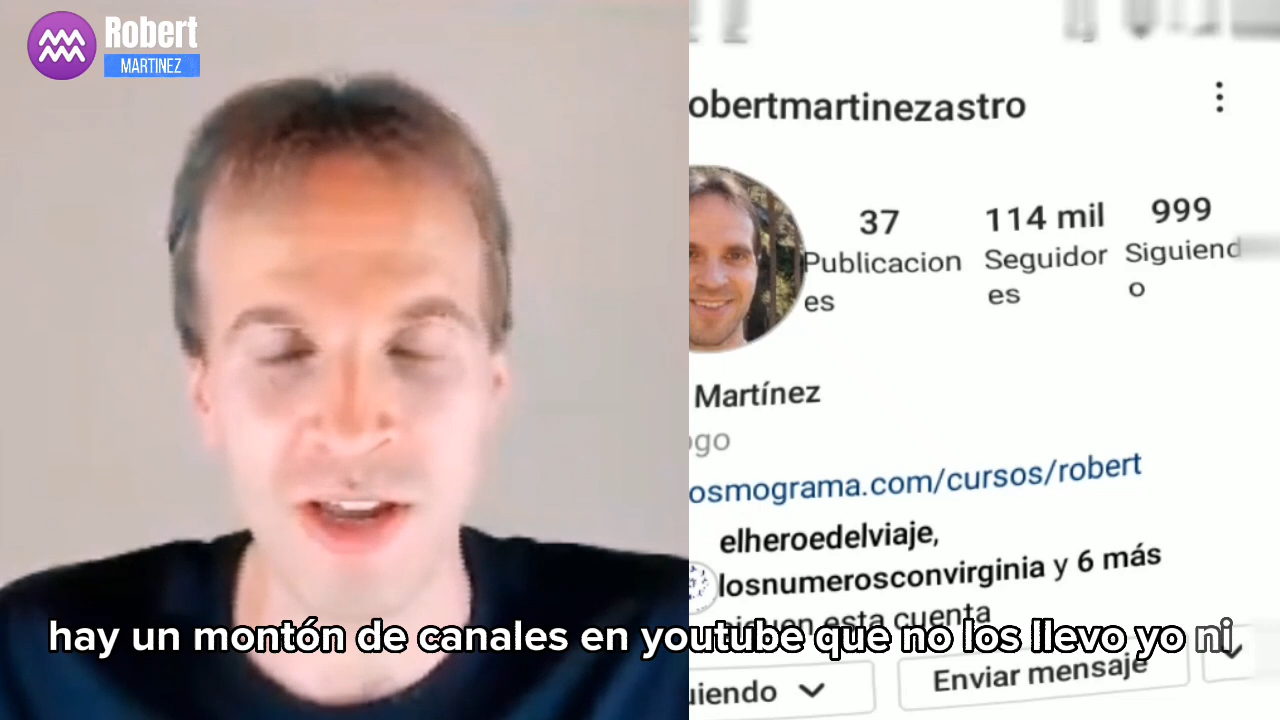 Robert
MARTINEZ
obertmartinezastro
37
114 mil
999
Publicacion
es
Seguidor
es
Siguiend
o
Martínez
ogo
osmograma.com/cursos/robert
elheroedelviaje,
losnumerosconvirginia y 6 más
siguen esta cuenta
hay un montón de canales en youtube que no los llevo yo ni
uiendo
Enviar mensaje